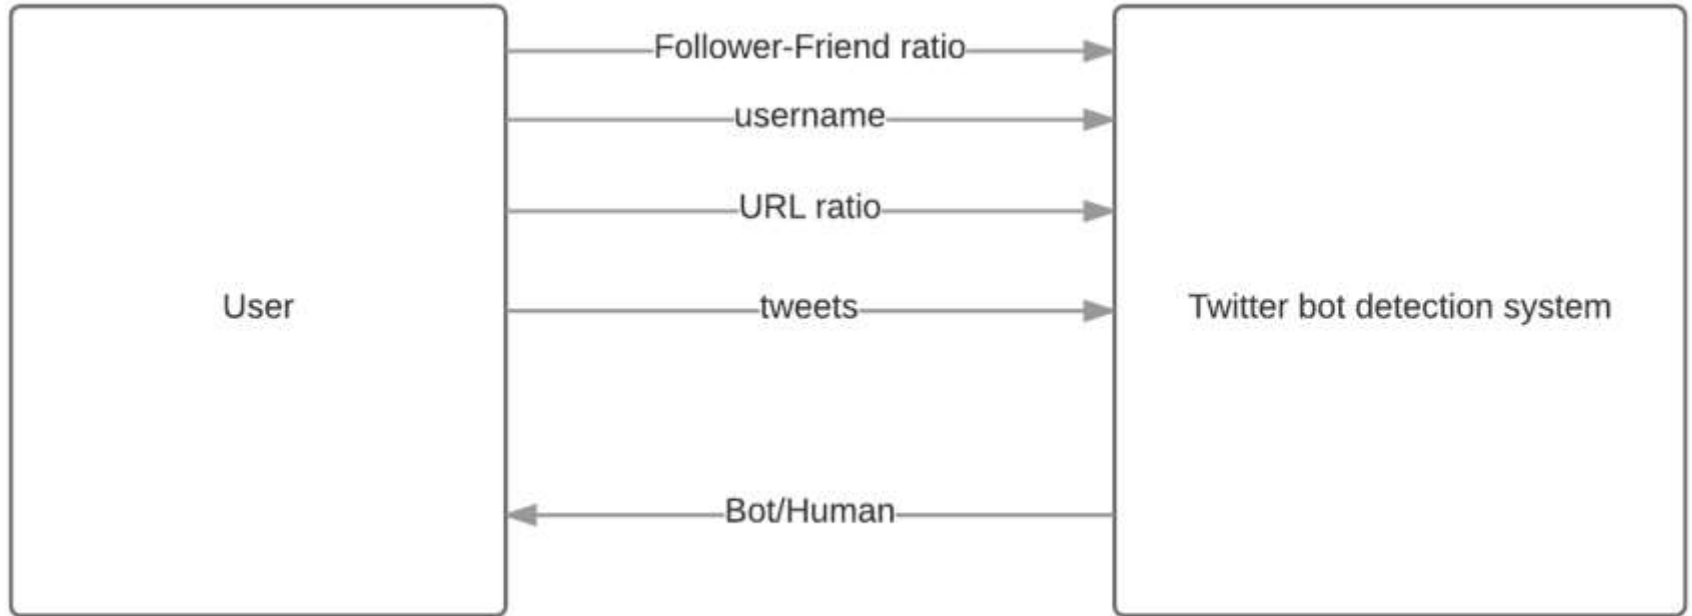 Follower-Friend ratio
username
URL ratio
User
tweets
Twitter bot detection system
Bot/Human